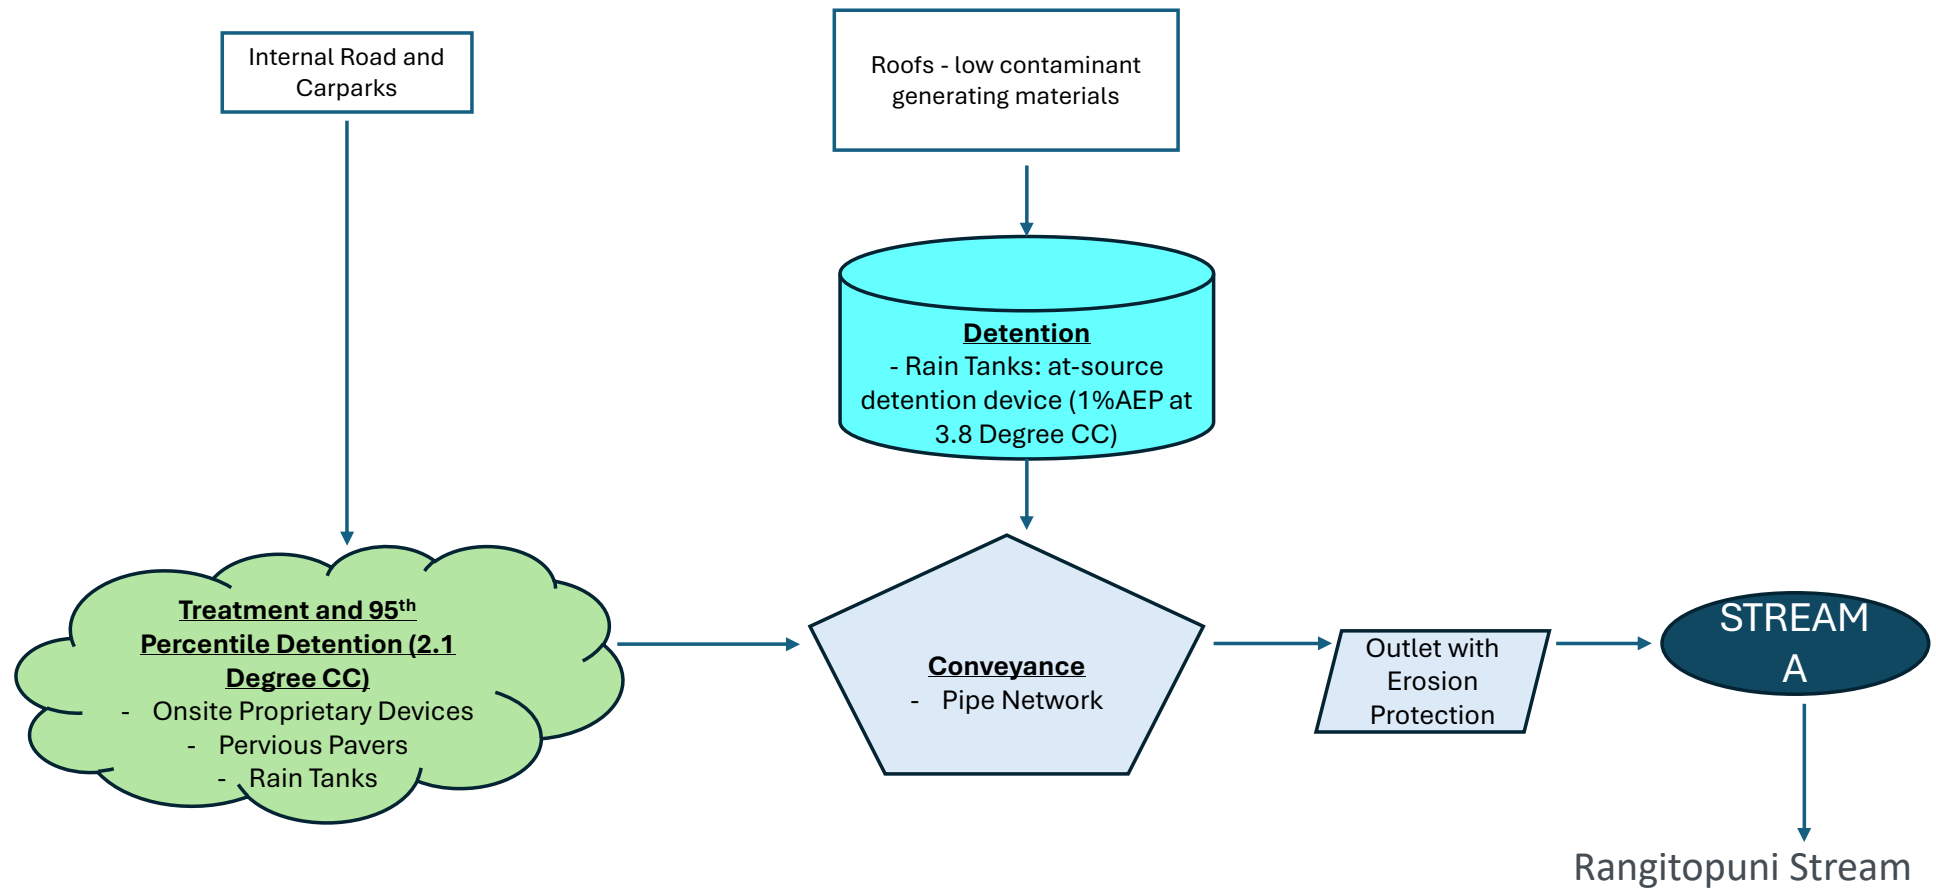 Internal Road and
Carparks
Roofs - low contaminant
generating materials
Detention
- Rain Tanks: at-source
detention device (1%AEP at
3.8 Degree CC)
Treatment and 95th
Percentile Detention (2.1
Degree CC)
- Onsite Proprietary Devices
- Pervious Pavers
- Rain Tanks
Conveyance
- Pipe Network
Outlet with
Erosion
Protection
STREAM
A
Rangitopuni Stream